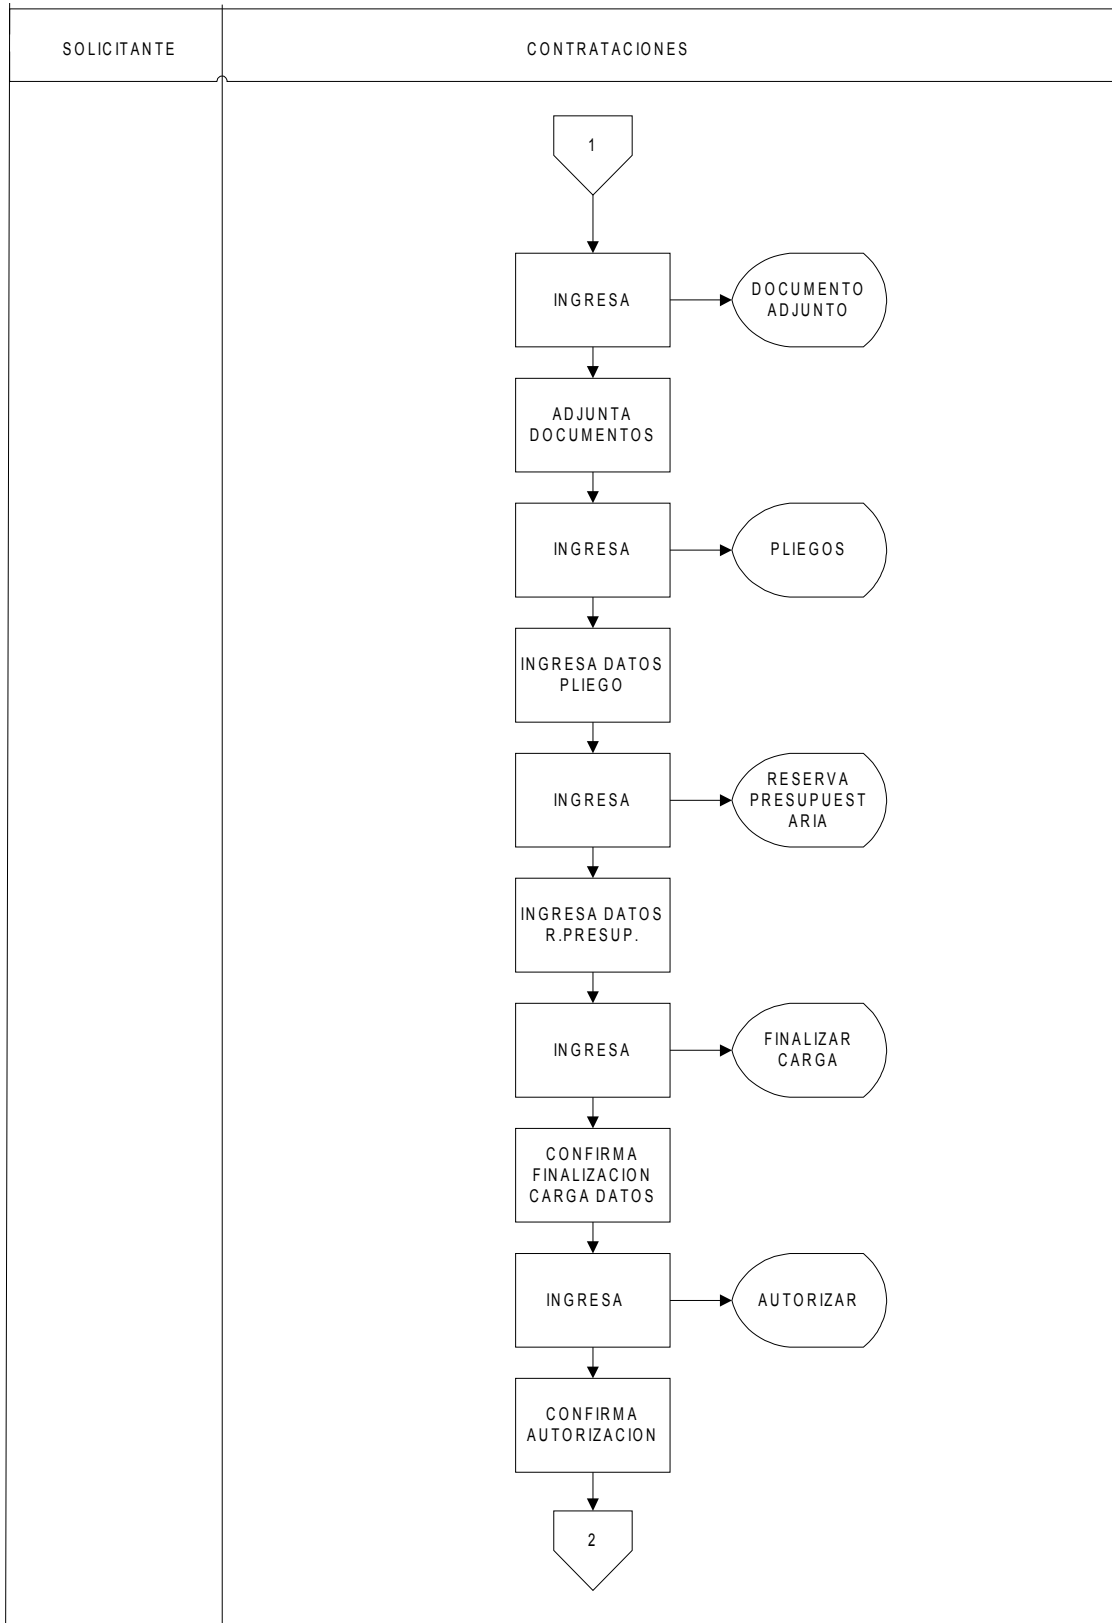 SOLICITANTE
CONTRATACIONES
1
INGRESA
DOCUMENTO
ADJUNTO
ADJUNTA
DOCUMENTOS
INGRESA
PLIEGOS
INGRESA DATOS
PLIEGO
INGRESA
RESERVA
PRESUPUEST
ARIA
INGRESA DATOS
R.PRESUP.
INGRESA
FINALIZAR
CARGA
CONFIRMA
FINALIZACION
CARGA DATOS
INGRESA
AUTORIZAR
CONFIRMA
AUTORIZACION
2